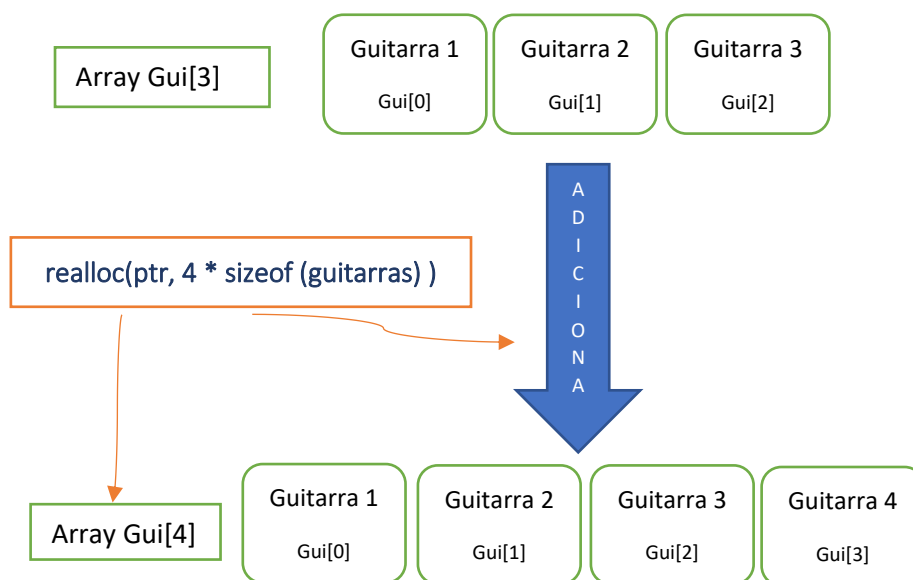 Array Gui[3]
Guitarra 1
Gui[0]
Guitarra 2
Gui[1]
Guitarra 3
Gui[2]
A
D
I
C
I
O
N
A
realloc(ptr, 4 * sizeof (guitarras) )
Array Gui[4]
Guitarra 1
Gui[0]
Guitarra 2
Gui[1]
Guitarra 3
Gui[2]
Guitarra 4
Gui[3]